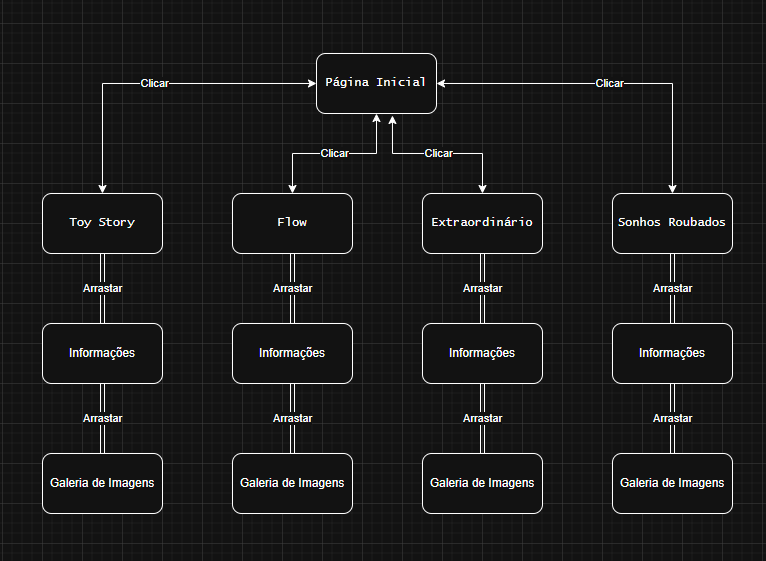 Página Inicial
Clicar
Clicar
Clicar
Clicar
Toy Story
Flow
Extraordinário
Sonhos Roubados
Arrastar
Arrastar
Arrastar
Arrastar
Informações
Informações
Informações
Informações
Arrastar
Arrastar
Arrastar
Arrastar
Galeria de Imagens
Galeria de Imagens
Galeria de Imagens
Galeria de Imagens